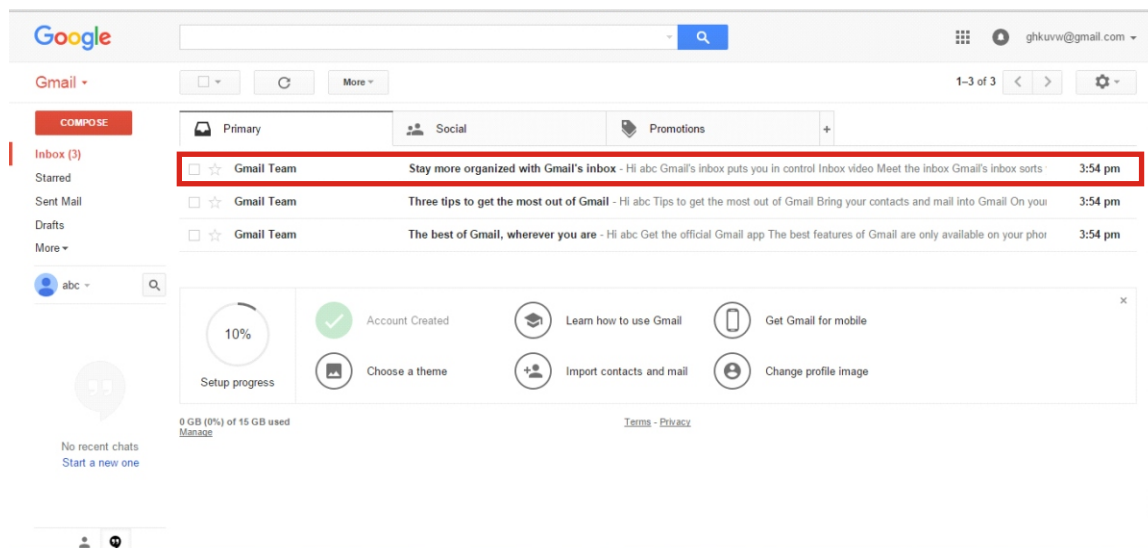 Google
ghkuvw@gmail.com
Gmail
More
1–3 of 3
COMPOSE
Primary
Social
Promotions
+
Inbox (3)
Starred
Sent Mail
Drafts
More
Gmail Team Stay more organized with Gmail's inbox - Hi abc Gmail's inbox puts you in control Inbox video Meet the inbox Gmail's inbox sorts 3:54 pm
Gmail Team Three tips to get the most out of Gmail - Hi abc Tips to get the most out of Gmail Bring your contacts and mail into Gmail On your 3:54 pm
Gmail Team The best of Gmail, wherever you are - Hi abc Get the official Gmail app The best features of Gmail are only available on your phon 3:54 pm
abc
10%
Setup progress
Account Created
Learn how to use Gmail
Get Gmail for mobile
Choose a theme
Import contacts and mail
Change profile image
0 GB (0%) of 15 GB used
Manage
Terms - Privacy
No recent chats
Start a new one